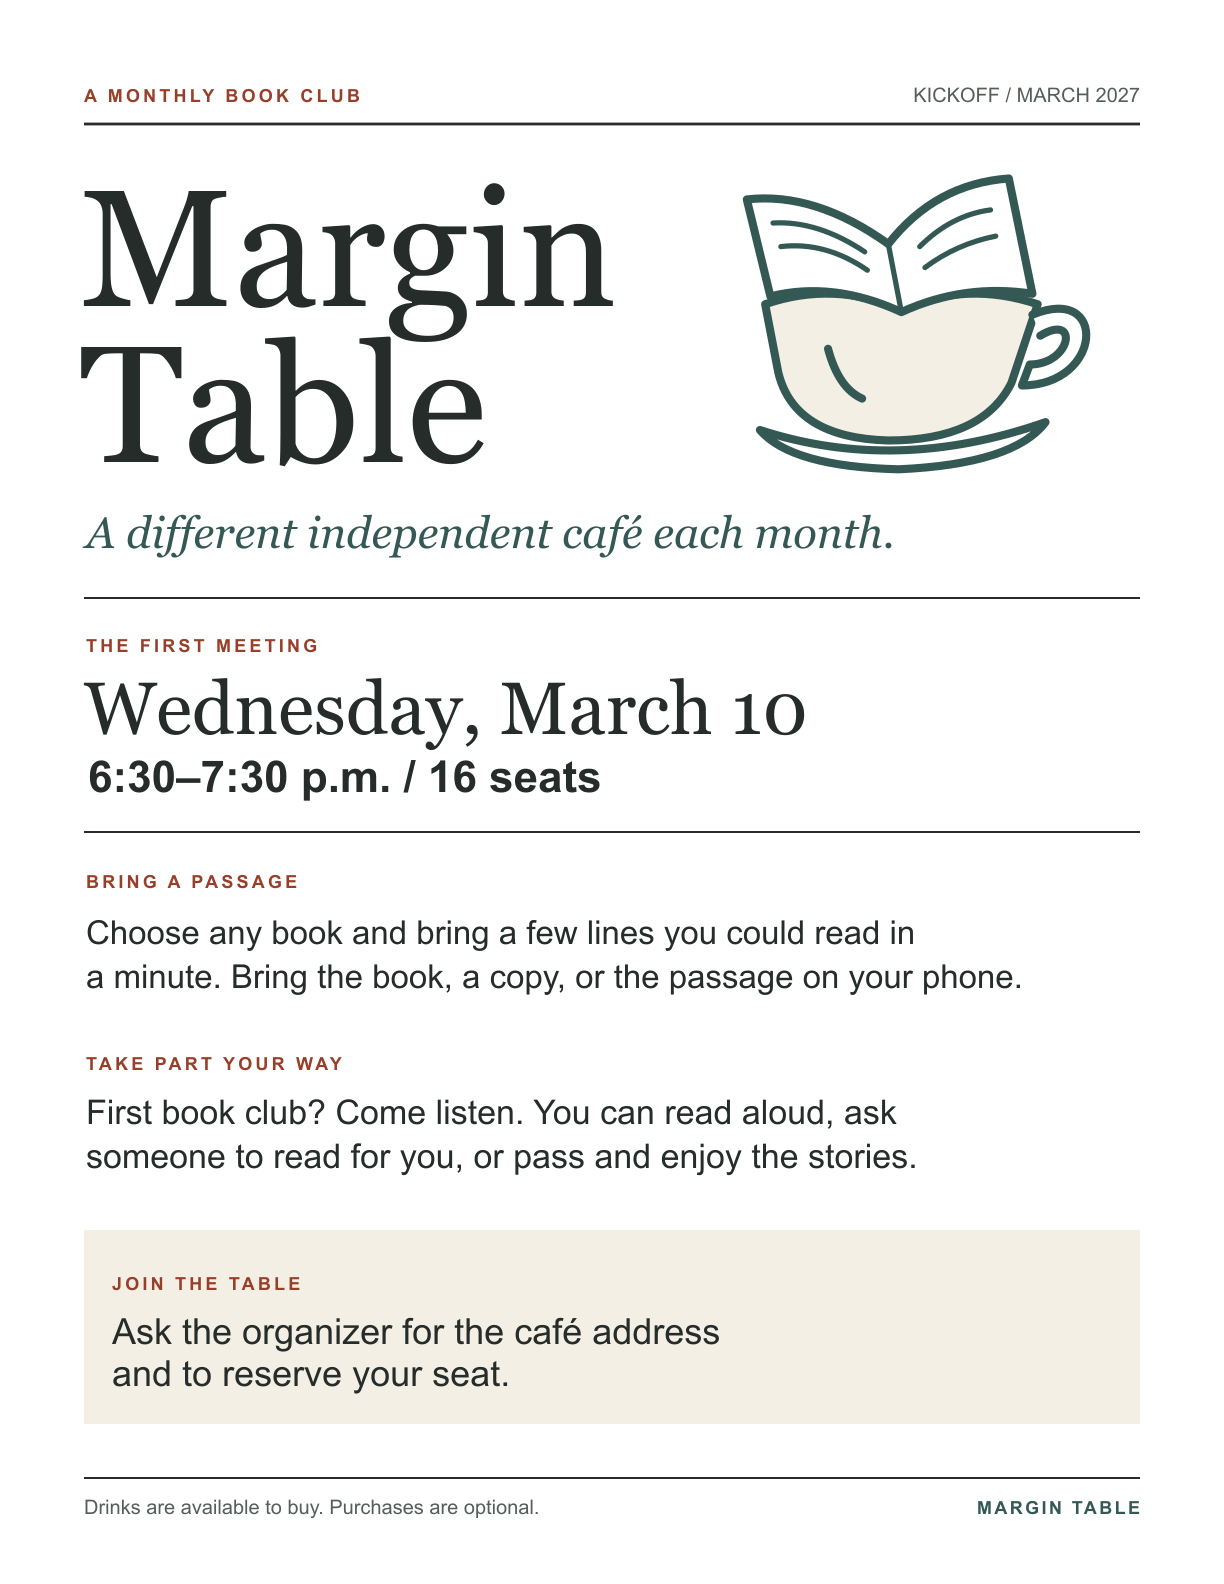 A MONTHLY BOOK CLUB
KICKOFF / MARCH 2027
Margin
Table
A different independent café each month.
THE FIRST MEETING
Wednesday, March 10
6:30–7:30 p.m. / 16 seats
BRING A PASSAGE
Choose any book and bring a few lines you could read in
a minute. Bring the book, a copy, or the passage on your phone.
TAKE PART YOUR WAY
First book club? Come listen. You can read aloud, ask
someone to read for you, or pass and enjoy the stories.
JOIN THE TABLE
Ask the organizer for the café address
and to reserve your seat.
Drinks are available to buy. Purchases are optional.
MARGIN TABLE